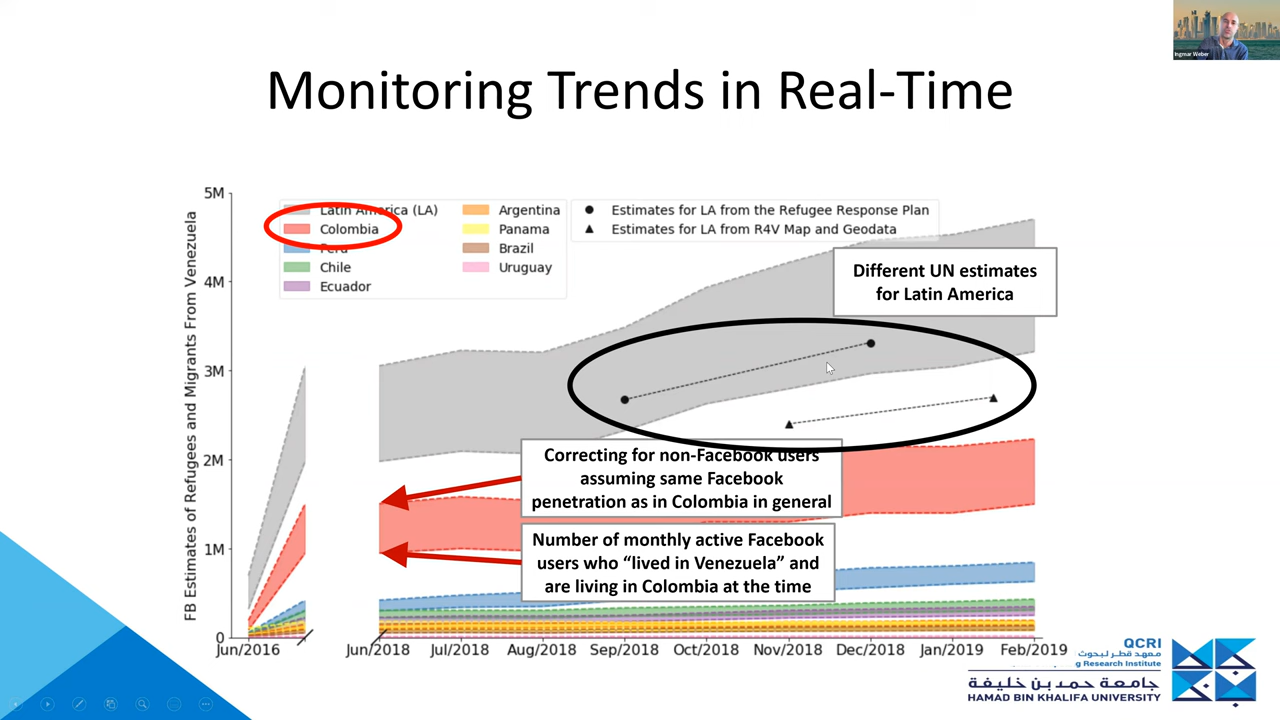 Ingmar Weber
Monitoring Trends in Real-Time
FB Estimates of Refugees and Migrants From Venezuela
5M
4M
3M
2M
1M
0
Latin America (LA)
Colombia
Peru
Chile
Ecuador
Argentina
Panama
Brazil
Uruguay
Estimates for LA from the Refugee Response Plan
Estimates for LA from R4V Map and Geodata
Different UN estimates
for Latin America
Correcting for non-Facebook users
assuming same Facebook
penetration as in Colombia in general
Number of monthly active Facebook
users who “lived in Venezuela” and
are living in Colombia at the time
Jun/2016
Jun/2018
Jul/2018
Aug/2018
Sep/2018
Oct/2018
Nov/2018
Dec/2018
Jan/2019
Feb/2019
QCRI
معهد قطر لبحوث
g Research Institute
جامعة حمد بن خليفة
HAMAD BIN KHALIFA UNIVERSITY